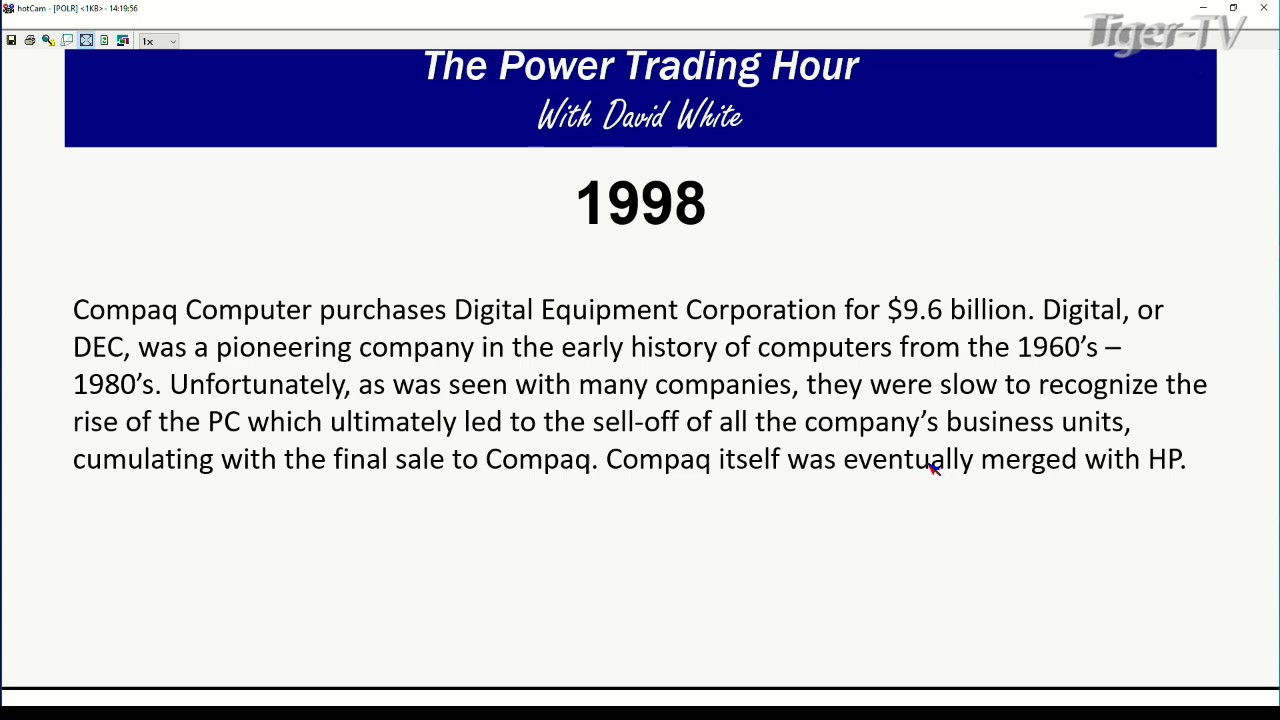 hotCam - [POLR] <1KB> - 14:19:56
Tiger-TV
1x
The Power Trading Hour
With David White
1998
Compaq Computer purchases Digital Equipment Corporation for $9.6 billion. Digital, or
DEC, was a pioneering company in the early history of computers from the 1960’s –
1980’s. Unfortunately, as was seen with many companies, they were slow to recognize the
rise of the PC which ultimately led to the sell-off of all the company’s business units,
cumulating with the final sale to Compaq. Compaq itself was eventually merged with HP.